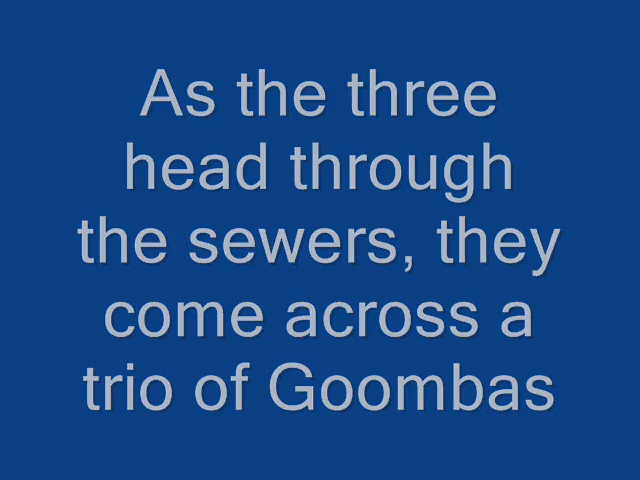 As the three
head through
the sewers, they
come across a
trio of Goombas